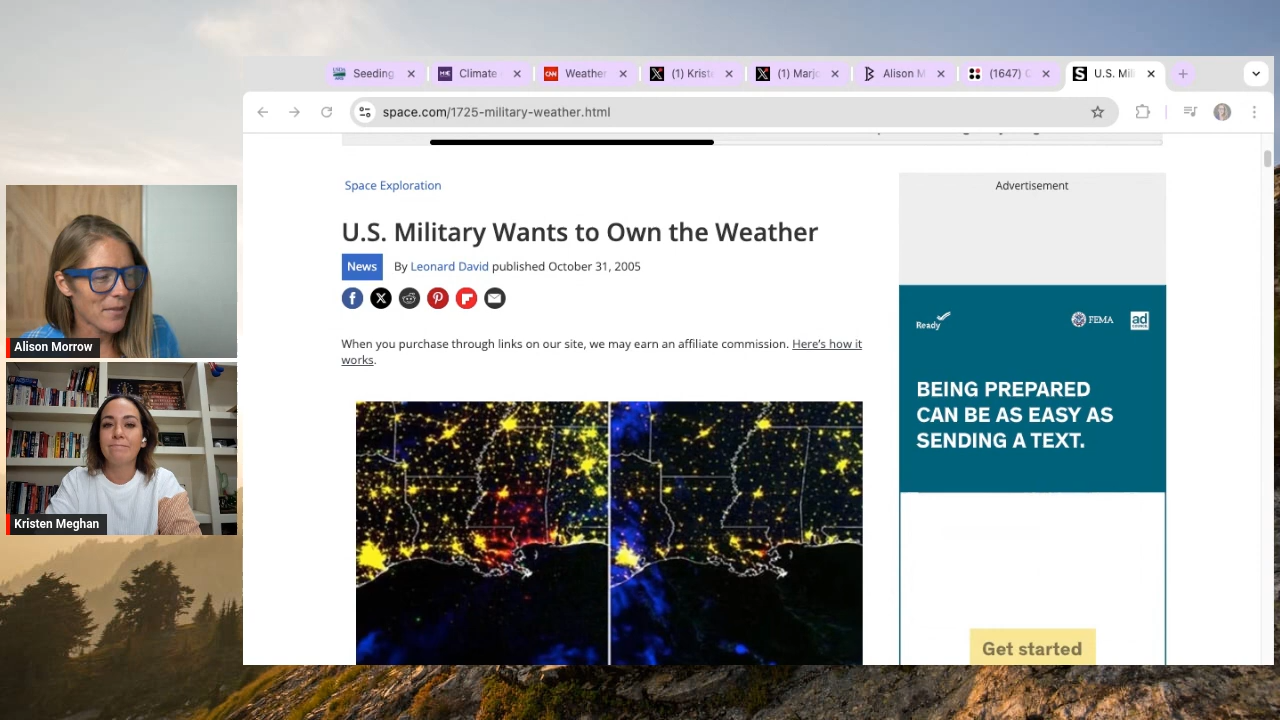 Seeding
Climate
Weather
(1) Krist
(1) Marjo
Alison M
(1647)
U.S. Mil
space.com/1725-military-weather.html
Space Exploration
Advertisement
U.S. Military Wants to Own the Weather
News
By Leonard David published October 31, 2005
When you purchase through links on our site, we may earn an affiliate commission. Here's how it
works.
Ready
FEMA
ad
COUNCIL
BEING PREPARED
CAN BE AS EASY AS
SENDING A TEXT.
Get started
Alison Morrow
Kristen Meghan